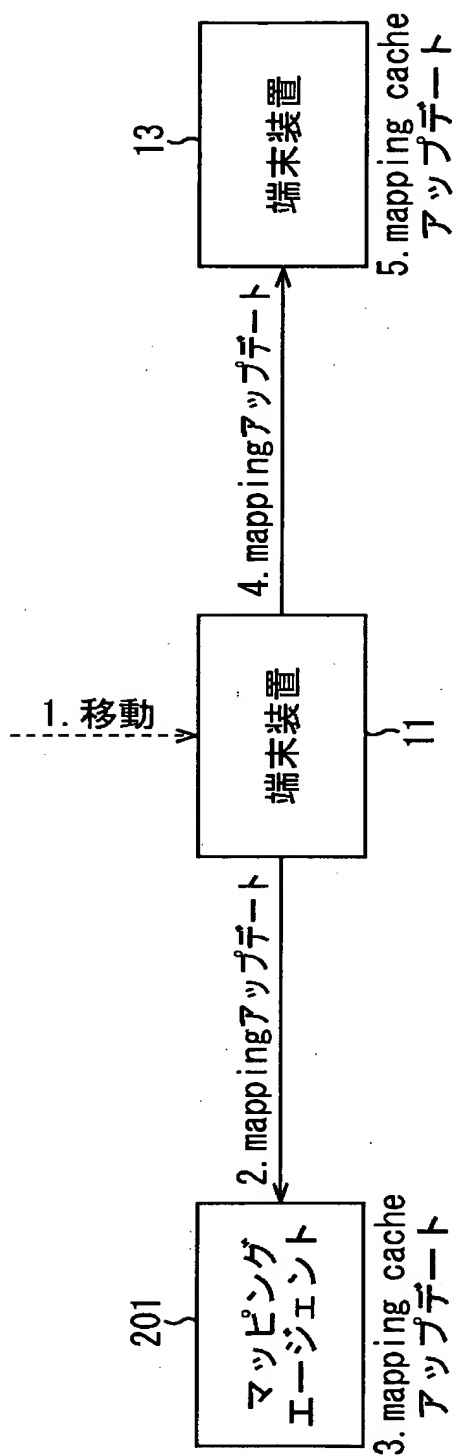 1.移動
201
マッピング
エージェント
3.mapping cache
アップデート
2.mappingアップデート
端末装置
11
4.mappingアップデート
13
端末装置
5.mapping cache
アップデート